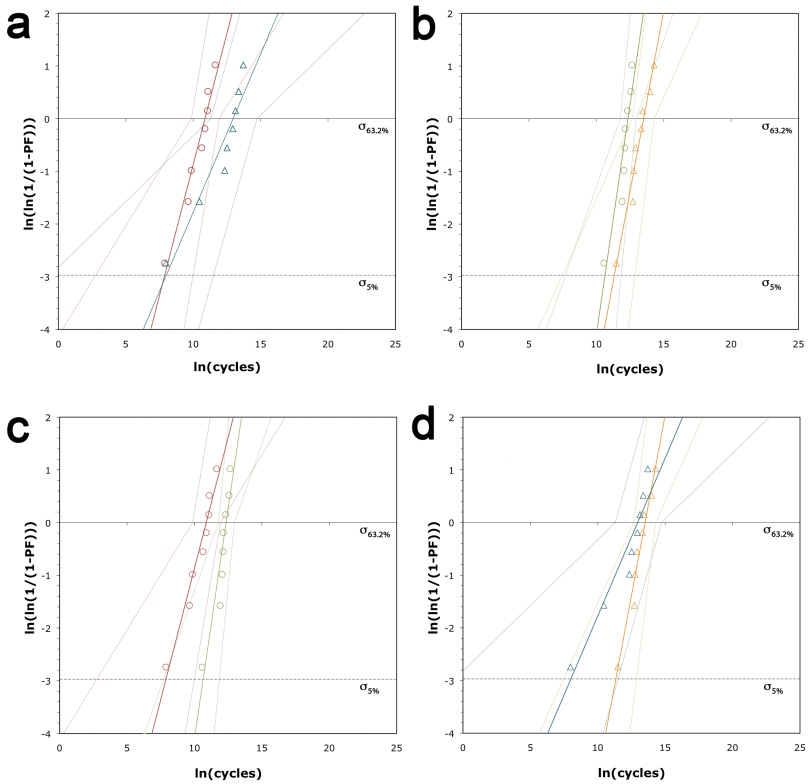 a
ln(ln(1/(1-PF)))
2
1
0
-1
-2
-3
-4
σ63.2%
σ5%
0 5 10 15 20 25
ln(cycles)
b
ln(ln(1/(1-PF)))
2
1
0
-1
-2
-3
-4
σ63.2%
σ5%
0 5 10 15 20 25
ln(cycles)
c
ln(ln(1/(1-PF)))
2
1
0
-1
-2
-3
-4
σ63.2%
σ5%
0 5 10 15 20 25
ln(cycles)
d
ln(ln(1/(1-PF)))
2
1
0
-1
-2
-3
-4
σ63.2%
σ5%
0 5 10 15 20 25
ln(cycles)